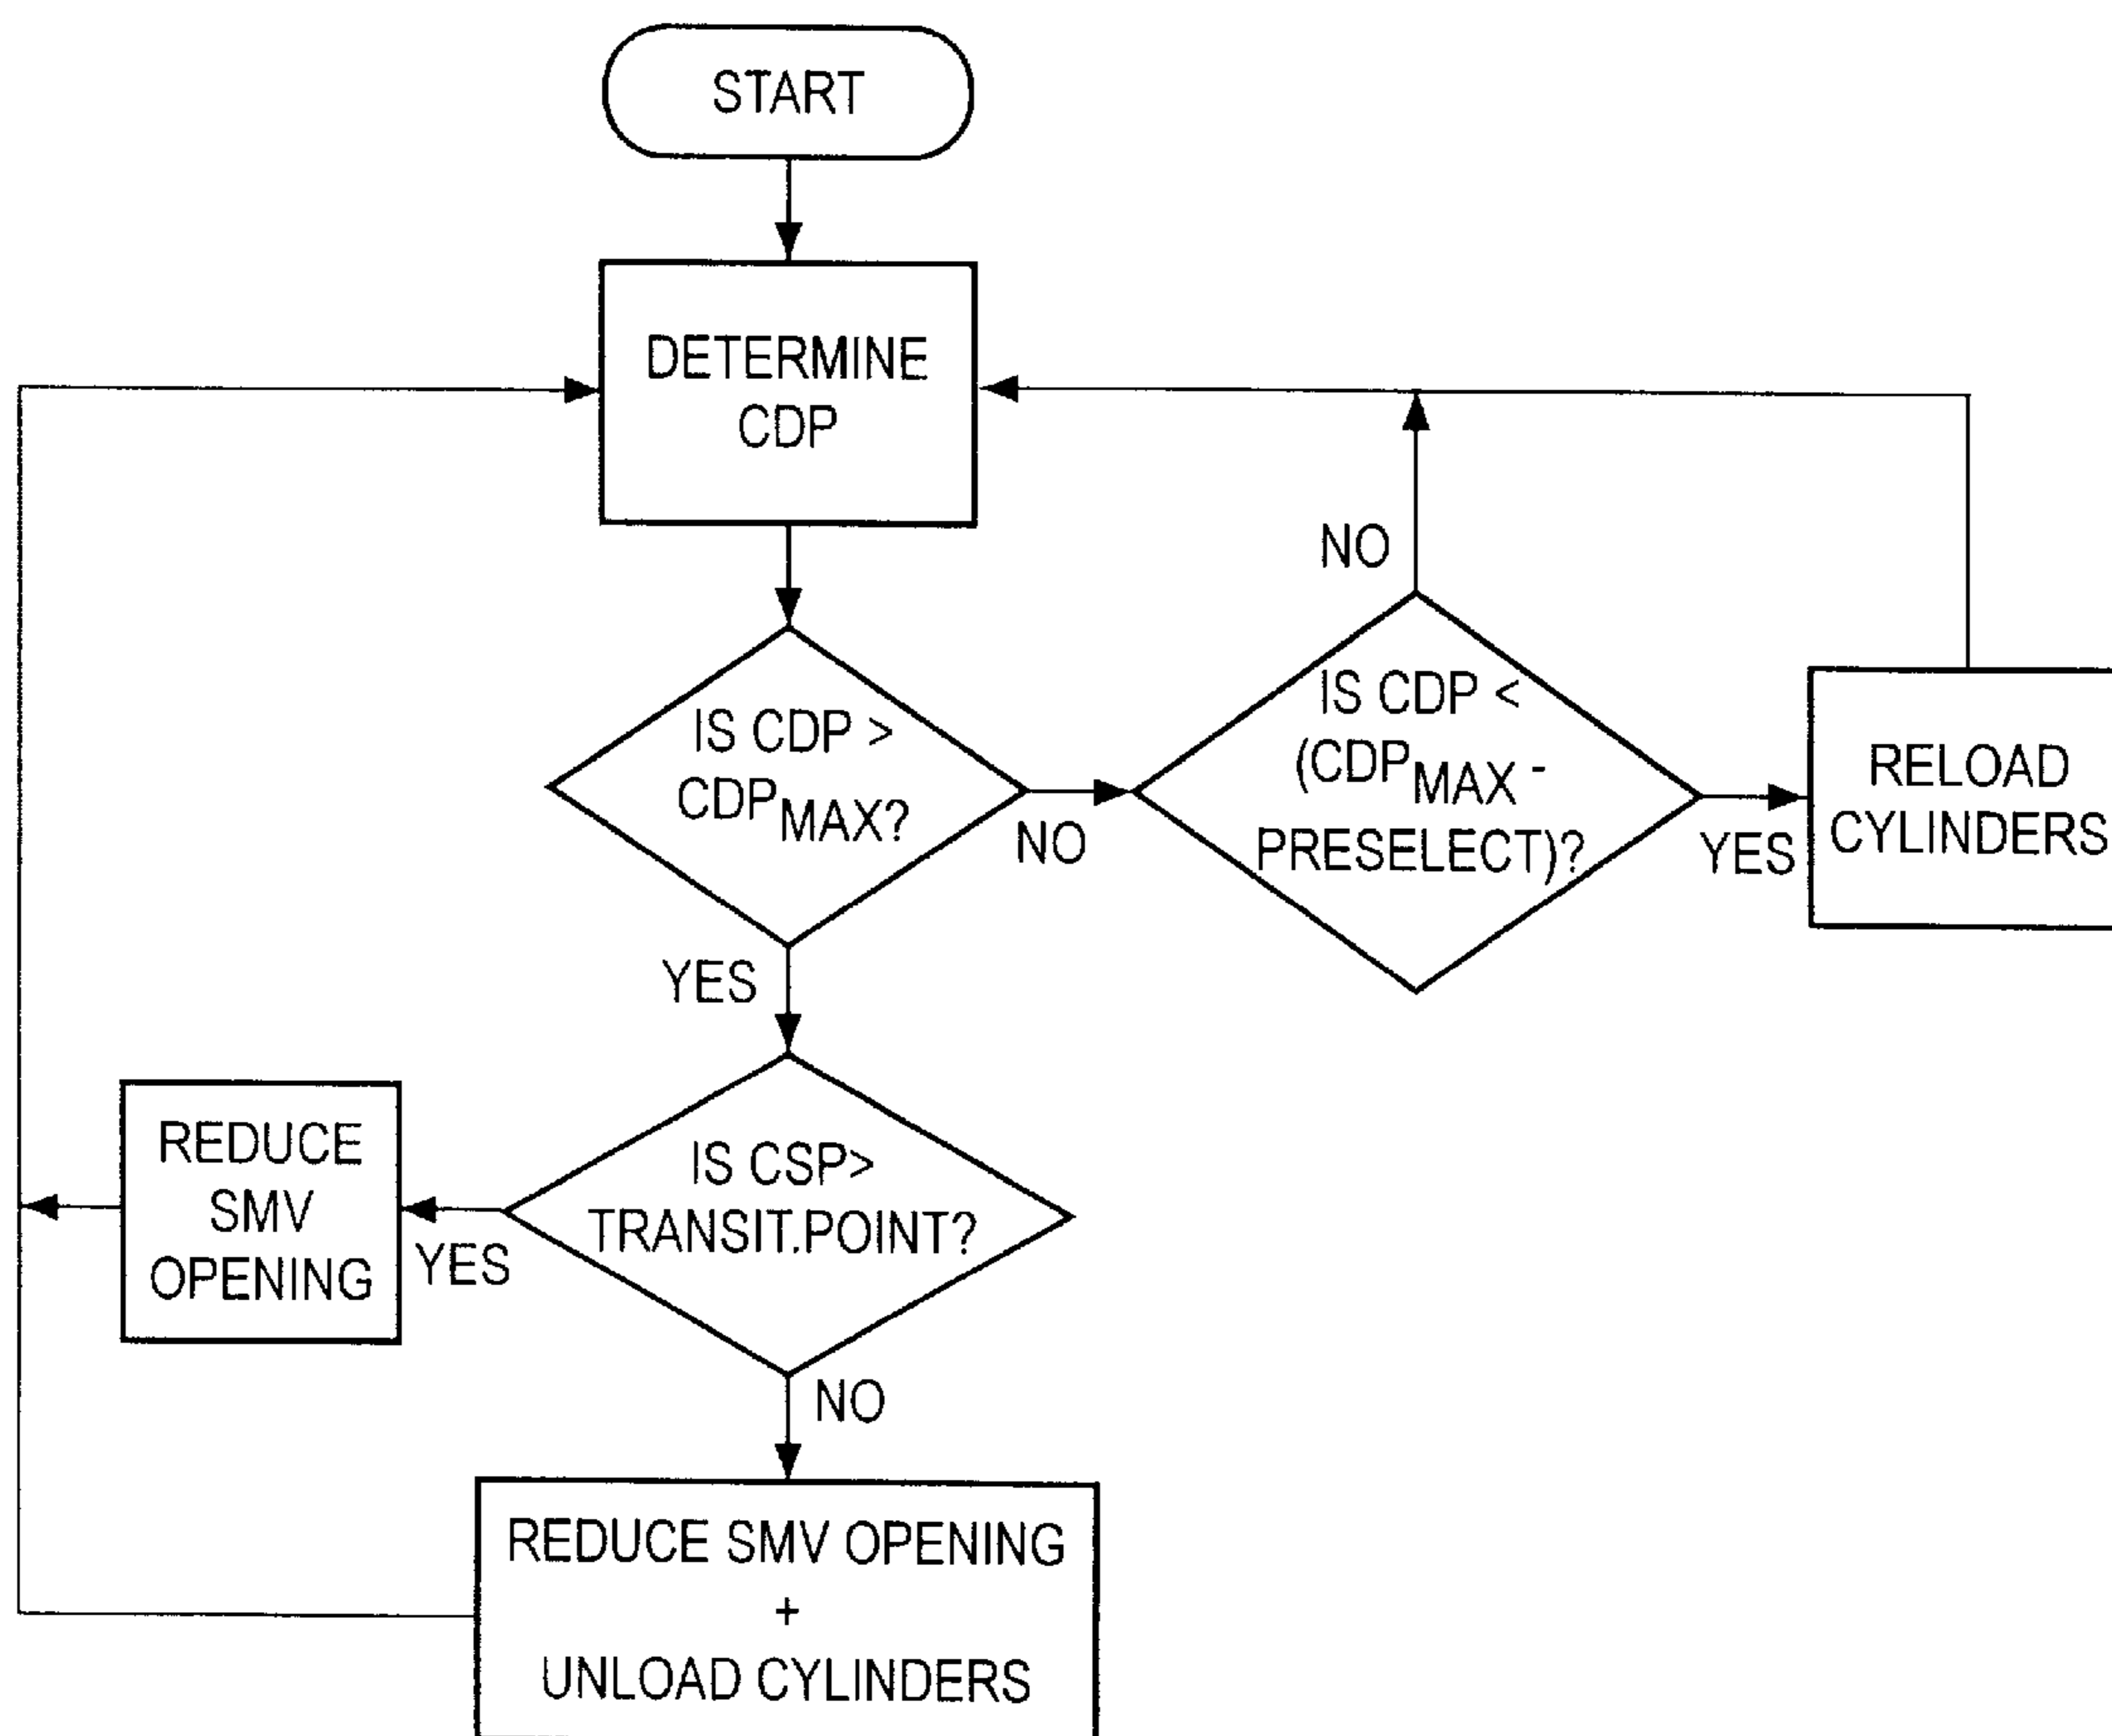 START
DETERMINE
CDP
NO
IS CDP >
CDPMAX?
NO
IS CDP <
(CDPMAX -
PRESELECT)?
YES
RELOAD
CYLINDERS
YES
IS CSP>
TRANSIT.POINT?
YES
REDUCE
SMV
OPENING
NO
REDUCE SMV OPENING
+
UNLOAD CYLINDERS